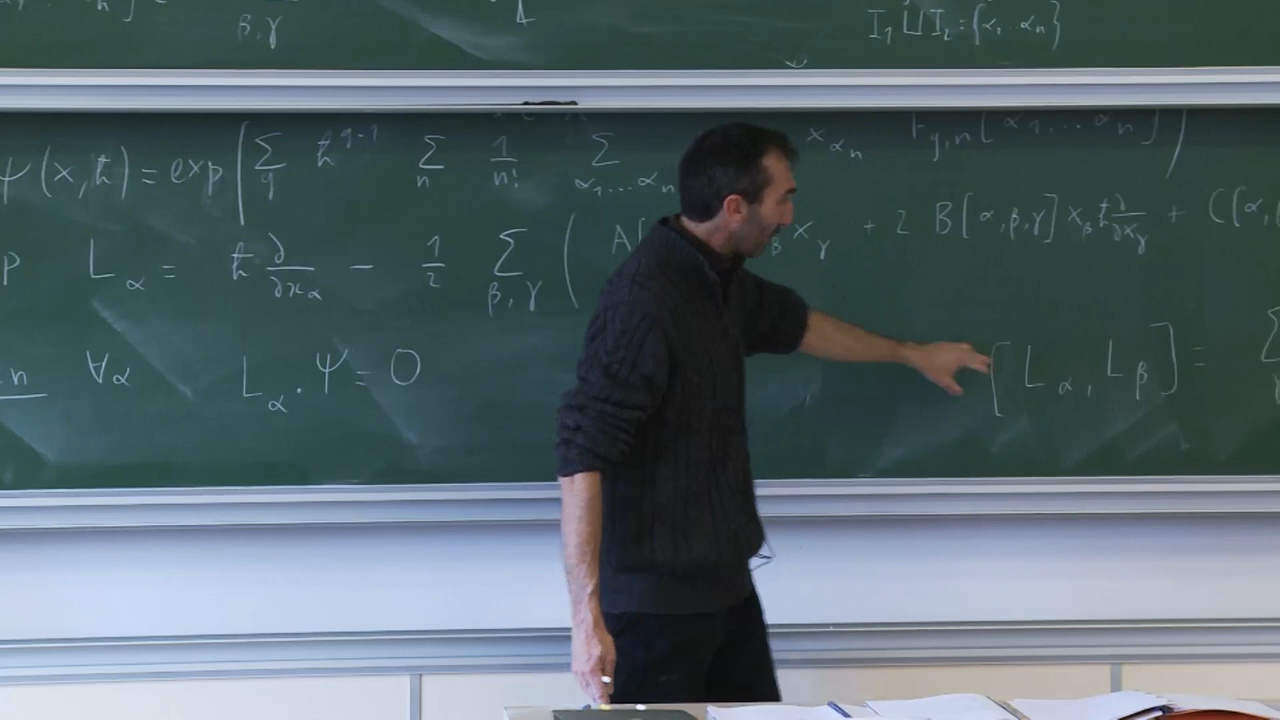 β,γ
I₁ ⊔ I₂ = {α₁...αₙ}
ψ(x,ħ) = exp( Σ_g ħ^{g-1} Σ_n 1/n! Σ_{α₁...αₙ} x_{αₙ} F_{g,n}[α₁...αₙ] )
p L_α = ħ ∂/∂x_α - 1/2 Σ_{β,γ} ( A[ β x_γ + 2 B[α,β,γ] x_β ħ ∂/∂x_γ + C[α,
n ∀α L_α . Ψ = 0 [L_α, L_β] = Σ